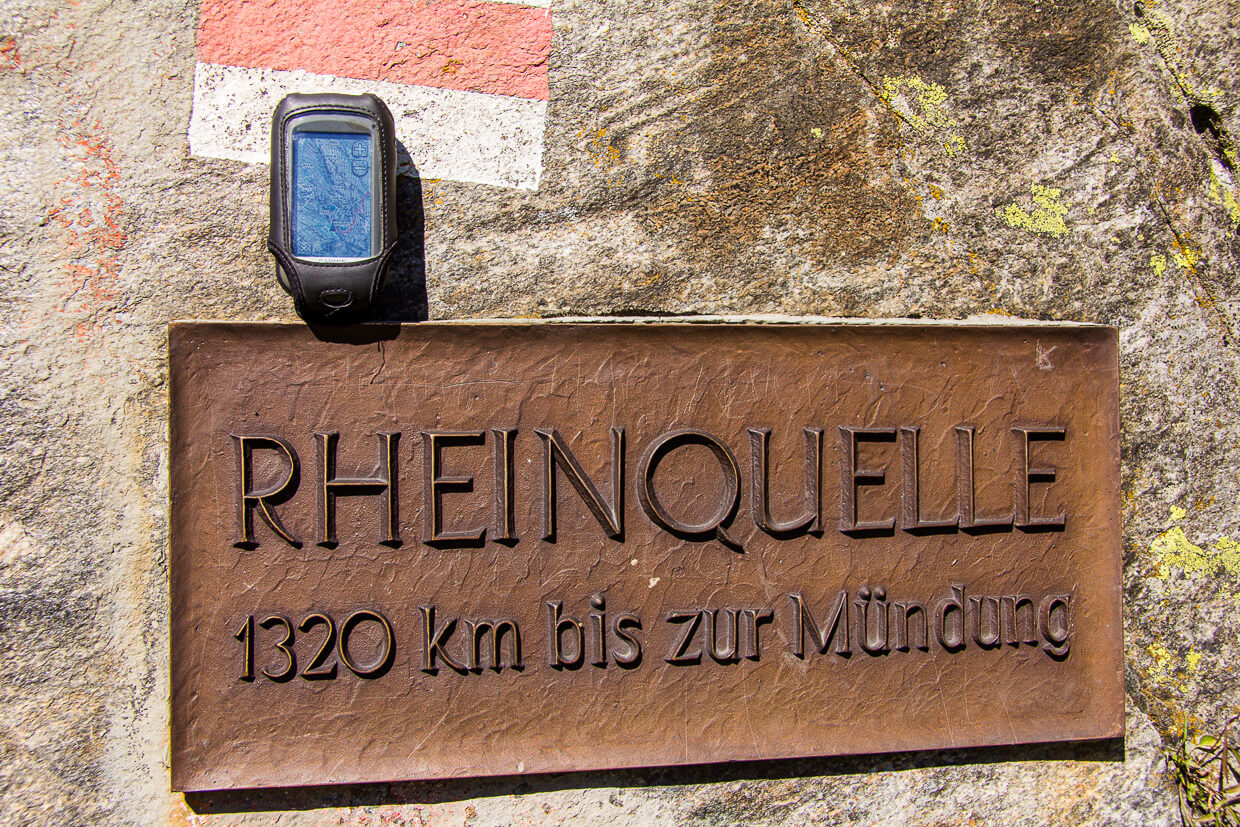 RHEINQUELLE
1320 km bis zur Mündung